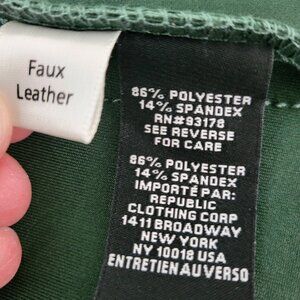 Faux
Leather
86% POLYESTER
14% SPANDEX
RN#93178
SEE REVERSE
FOR CARE
86% POLYESTER
14% SPANDEX
IMPORTÉ PAR:
REPUBLIC
CLOTHING CORP
1411 BROADWAY
NEW YORK
NY 10018 USA
ENTRETIEN AU VERSO